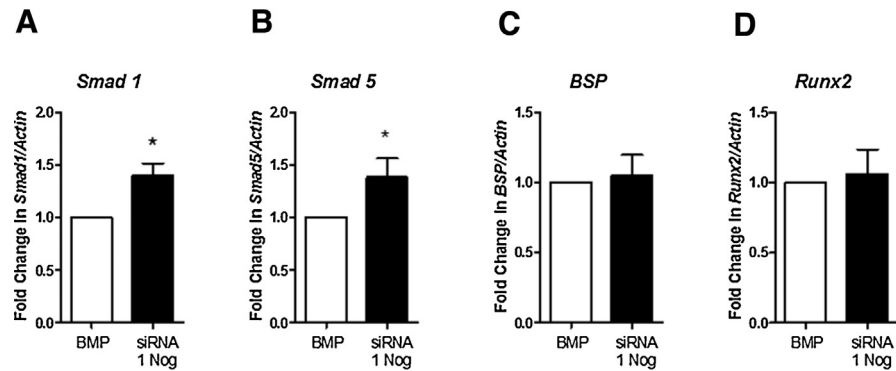 A
B
C
D
Smad 1
Smad 5
BSP
Runx2
Fold Change In Smad1/Actin
2.0
1.5
1.0
0.5
0.0
*
BMP
siRNA
1 Nog
Fold Change In Smad5/Actin
2.0
1.5
1.0
0.5
0.0
*
BMP
siRNA
1 Nog
Fold Change In BSP/Actin
1.5
1.0
0.5
0.0
BMP
siRNA
1 Nog
Fold Change In Runx2/Actin
1.5
1.0
0.5
0.0
BMP
siRNA
1 Nog